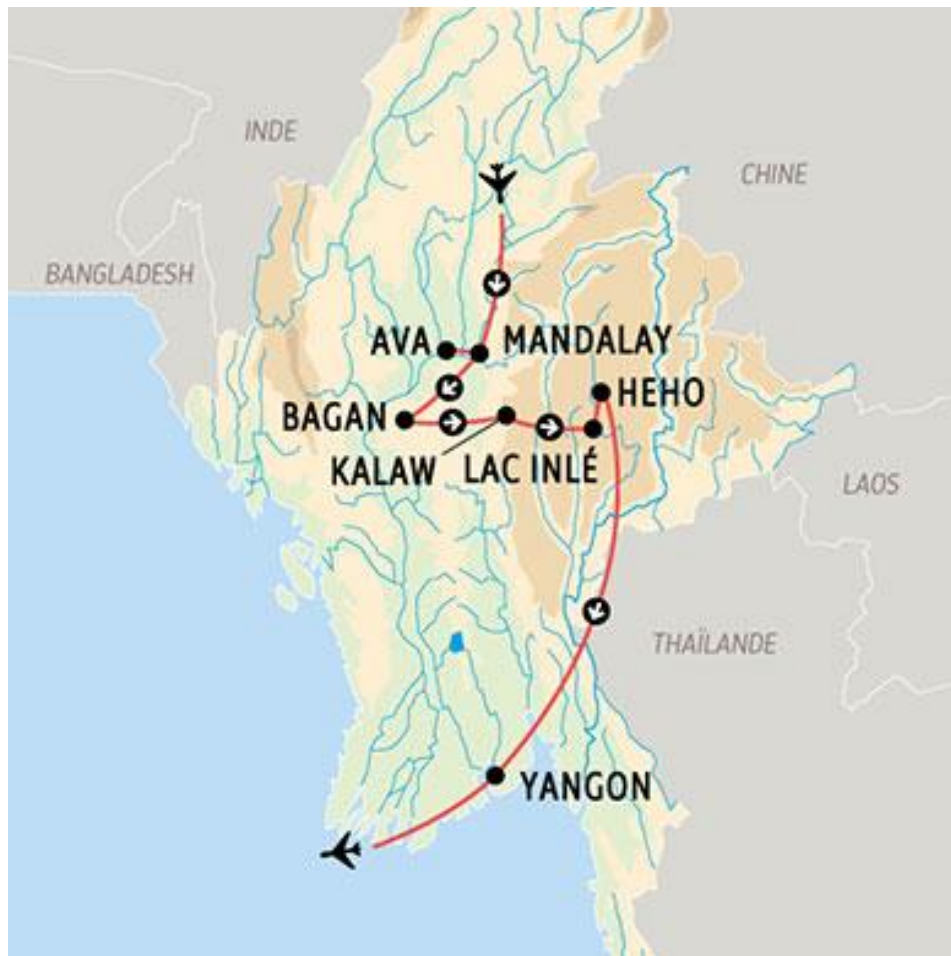 INDE
CHINE
BANGLADESH
AVA
MANDALAY
HEHO
BAGAN
KALAW
LAC INLÉ
LAOS
THAÏLANDE
YANGON